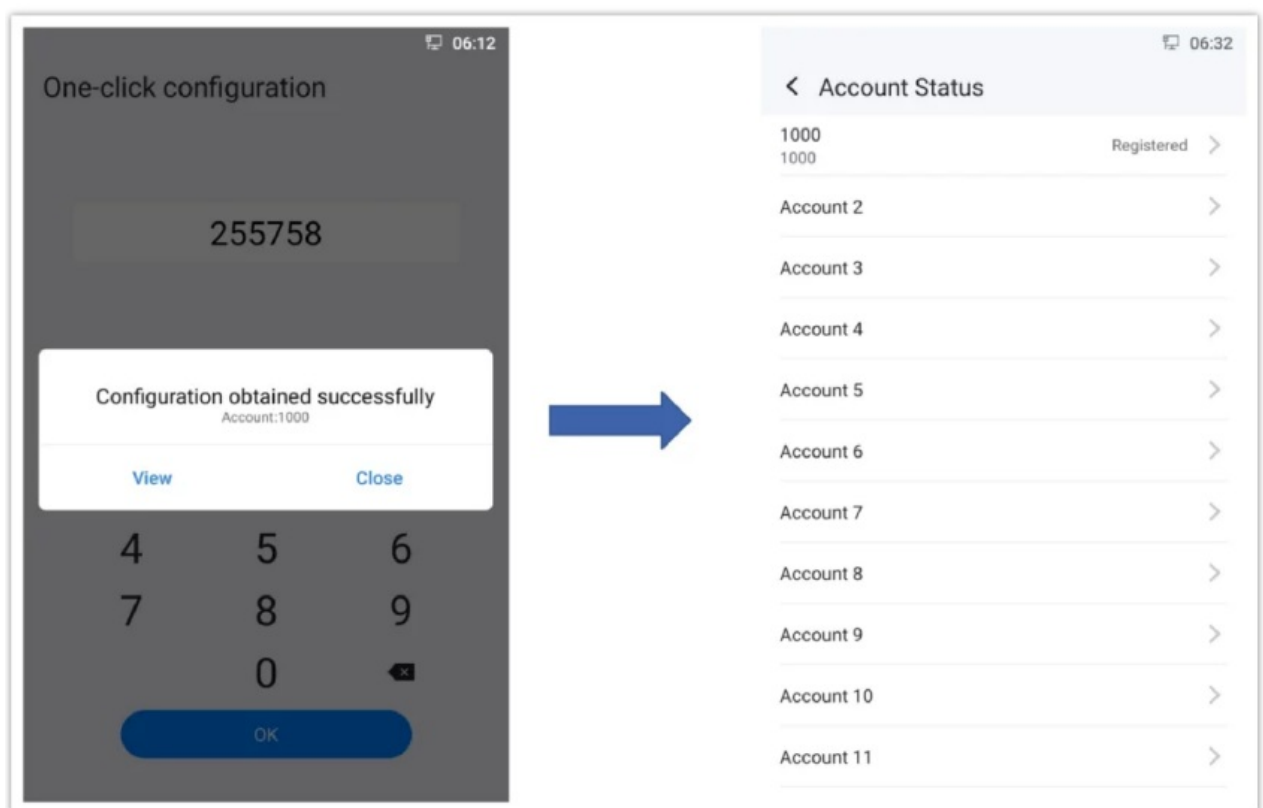 06:12
One-click configuration
255758
Configuration obtained successfully
Account:1000
View
Close
4
5
6
7
8
9
0
OK
06:32
Account Status
1000
1000
Registered
Account 2
Account 3
Account 4
Account 5
Account 6
Account 7
Account 8
Account 9
Account 10
Account 11